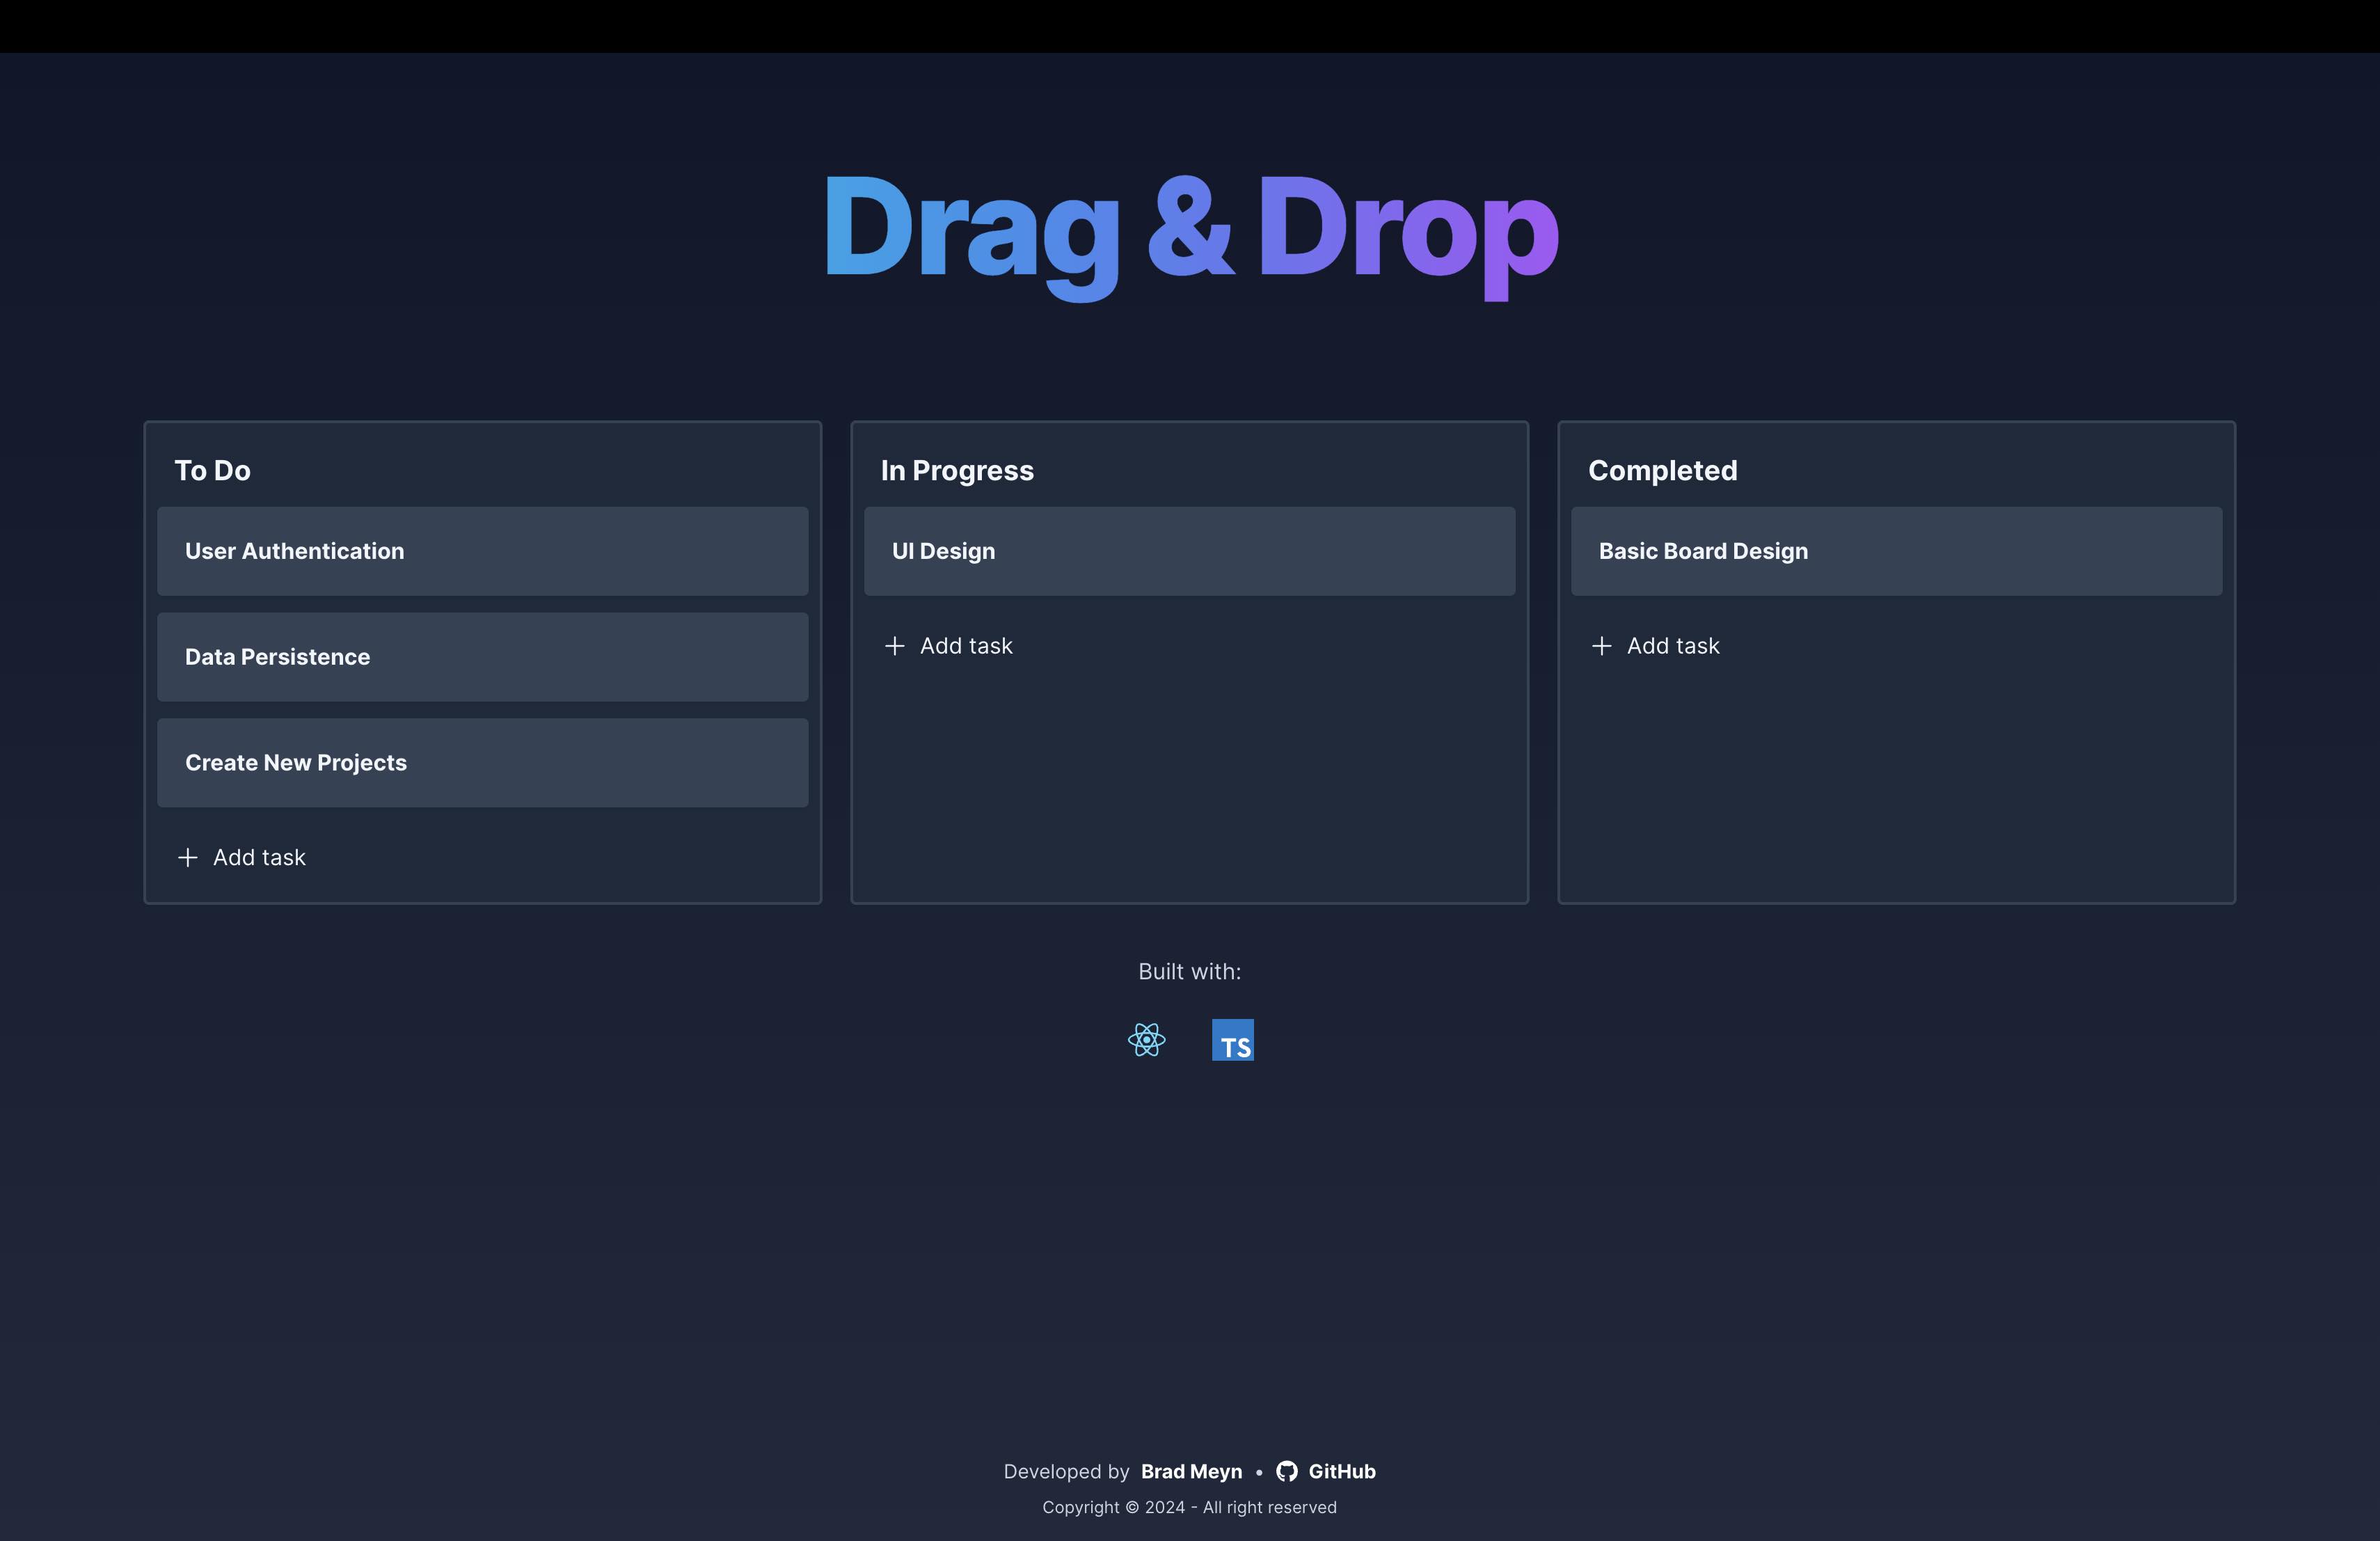 Drag & Drop
To Do
User Authentication
Data Persistence
Create New Projects
Add task
In Progress
UI Design
Add task
Completed
Basic Board Design
Add task
Built with:
TS
Developed by Brad Meyn • GitHub
Copyright © 2024 - All right reserved